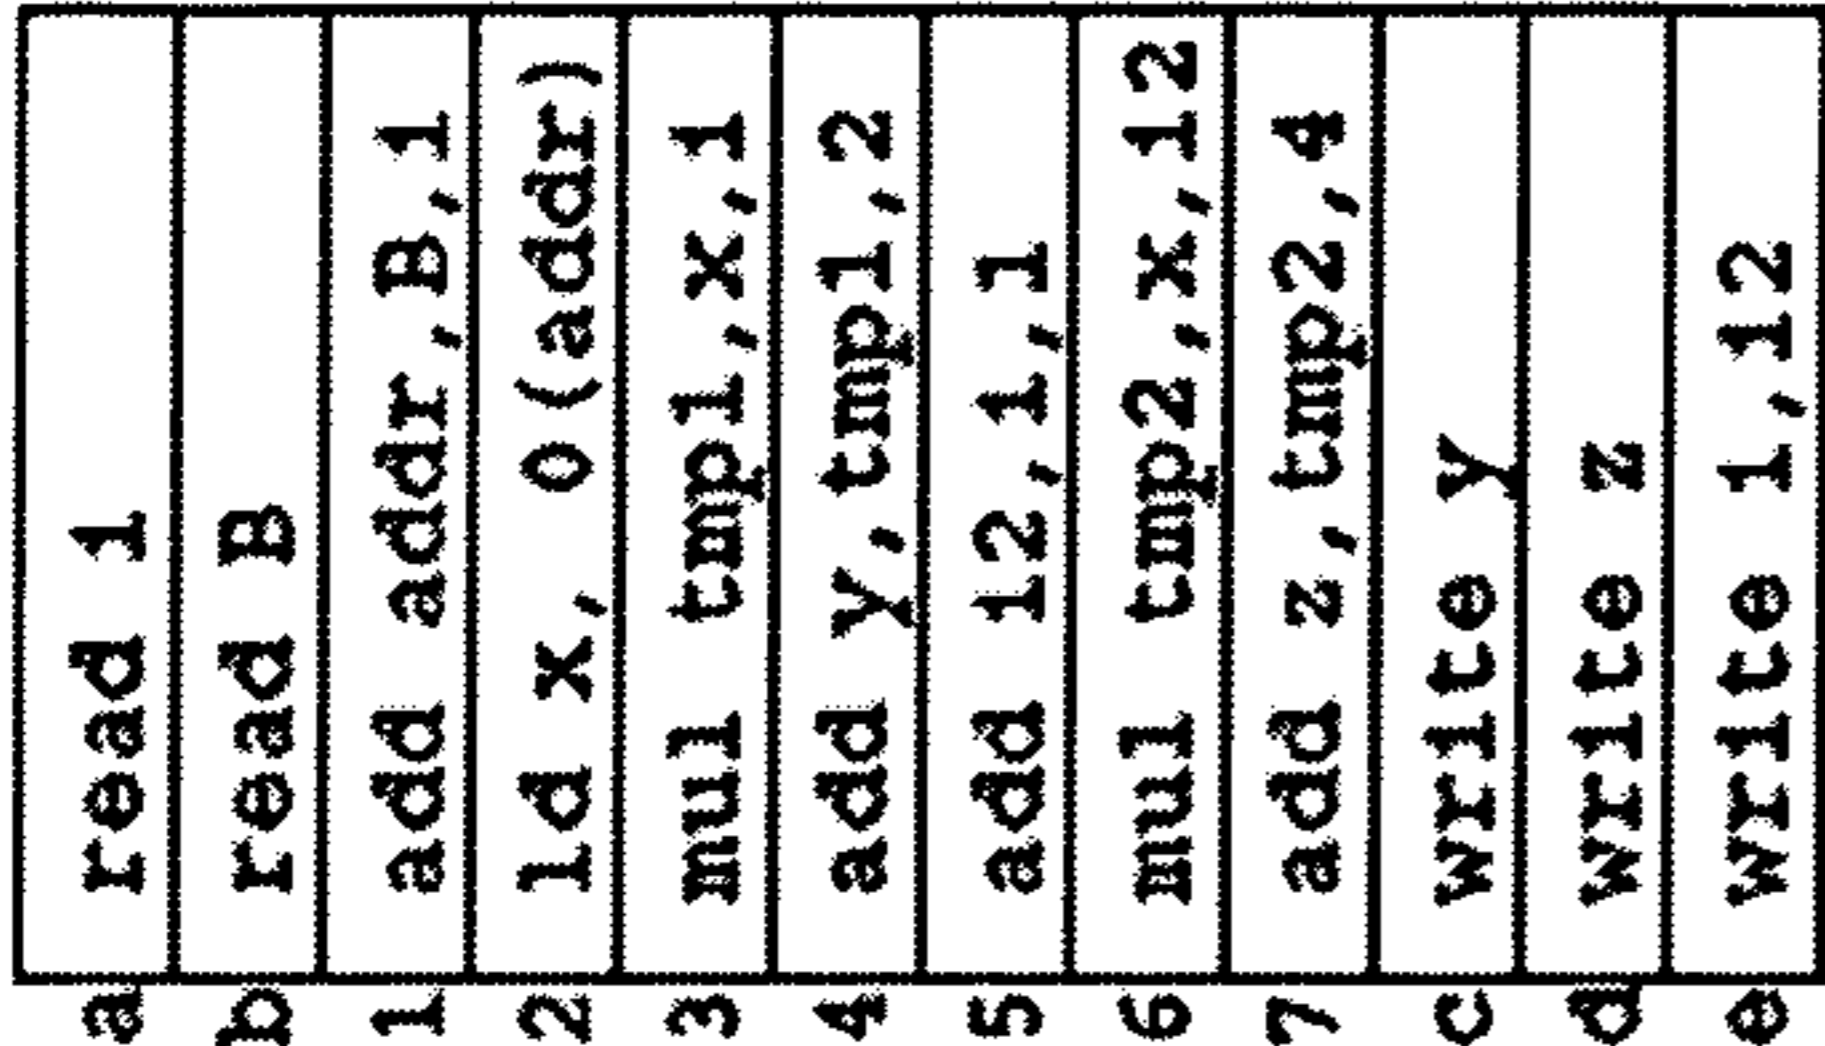 a read i
b read B
1 add addr,B,i
2 ld x, 0(addr)
3 mul tmp1,x,i
4 add y,tmp1,2
5 add i2,i,1
6 mul tmp2,x,i2
7 add z,tmp2,4
c write y
d write z
e write i,i2